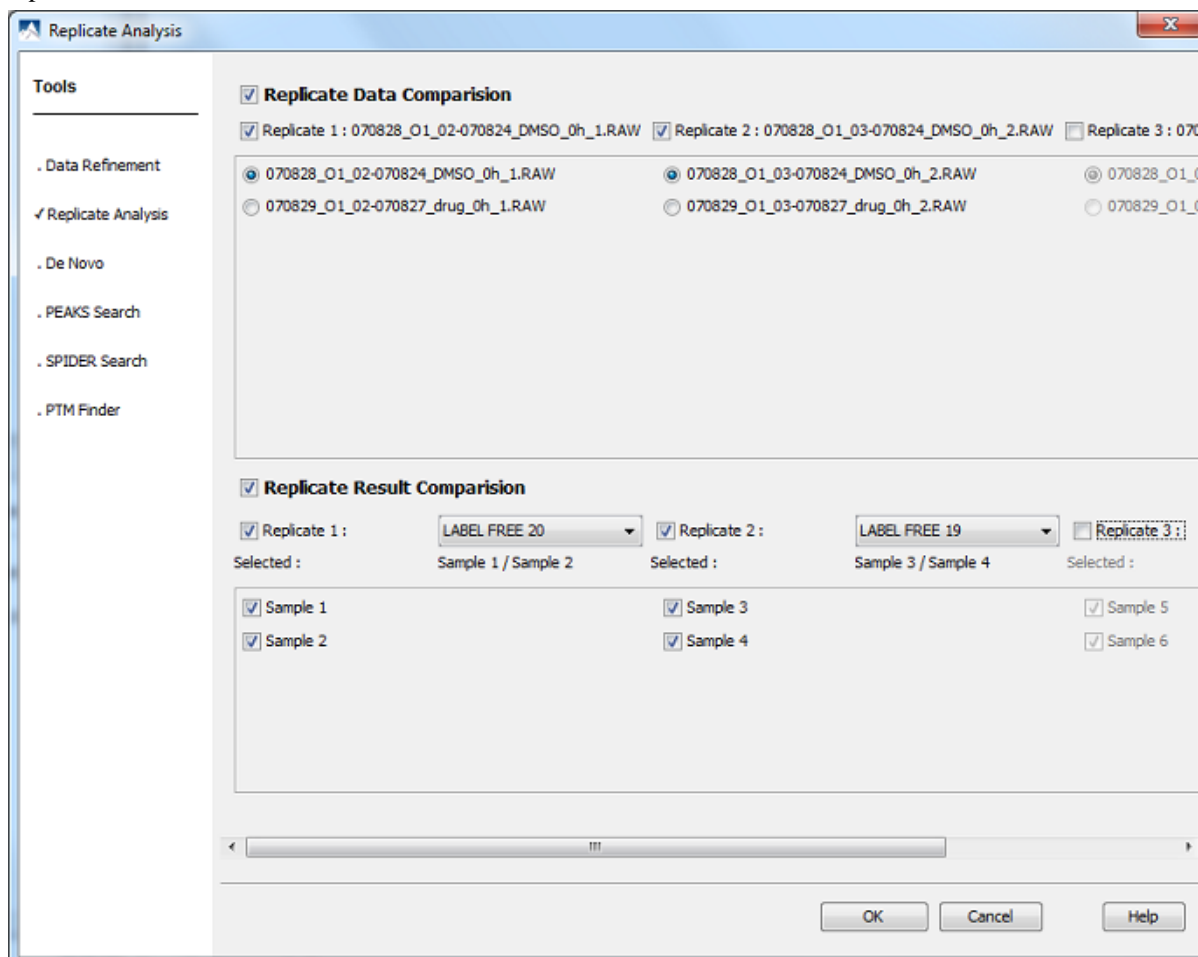 Replicate Analysis
Tools
. Data Refinement
✓ Replicate Analysis
. De Novo
. PEAKS Search
. SPIDER Search
. PTM Finder
Replicate Data Comparision
Replicate 1 : 070828_O1_02-070824_DMSO_0h_1.RAW Replicate 2 : 070828_O1_03-070824_DMSO_0h_2.RAW Replicate 3 : 070
070828_O1_02-070824_DMSO_0h_1.RAW 070828_O1_03-070824_DMSO_0h_2.RAW 070828_O1_
070829_O1_02-070827_drug_0h_1.RAW 070829_O1_03-070827_drug_0h_2.RAW 070829_O1_
Replicate Result Comparision
Replicate 1 : LABEL FREE 20 Replicate 2 : LABEL FREE 19 Replicate 3 :
Selected : Sample 1 / Sample 2 Selected : Sample 3 / Sample 4 Selected :
Sample 1 Sample 3 Sample 5
Sample 2 Sample 4 Sample 6
OK Cancel Help